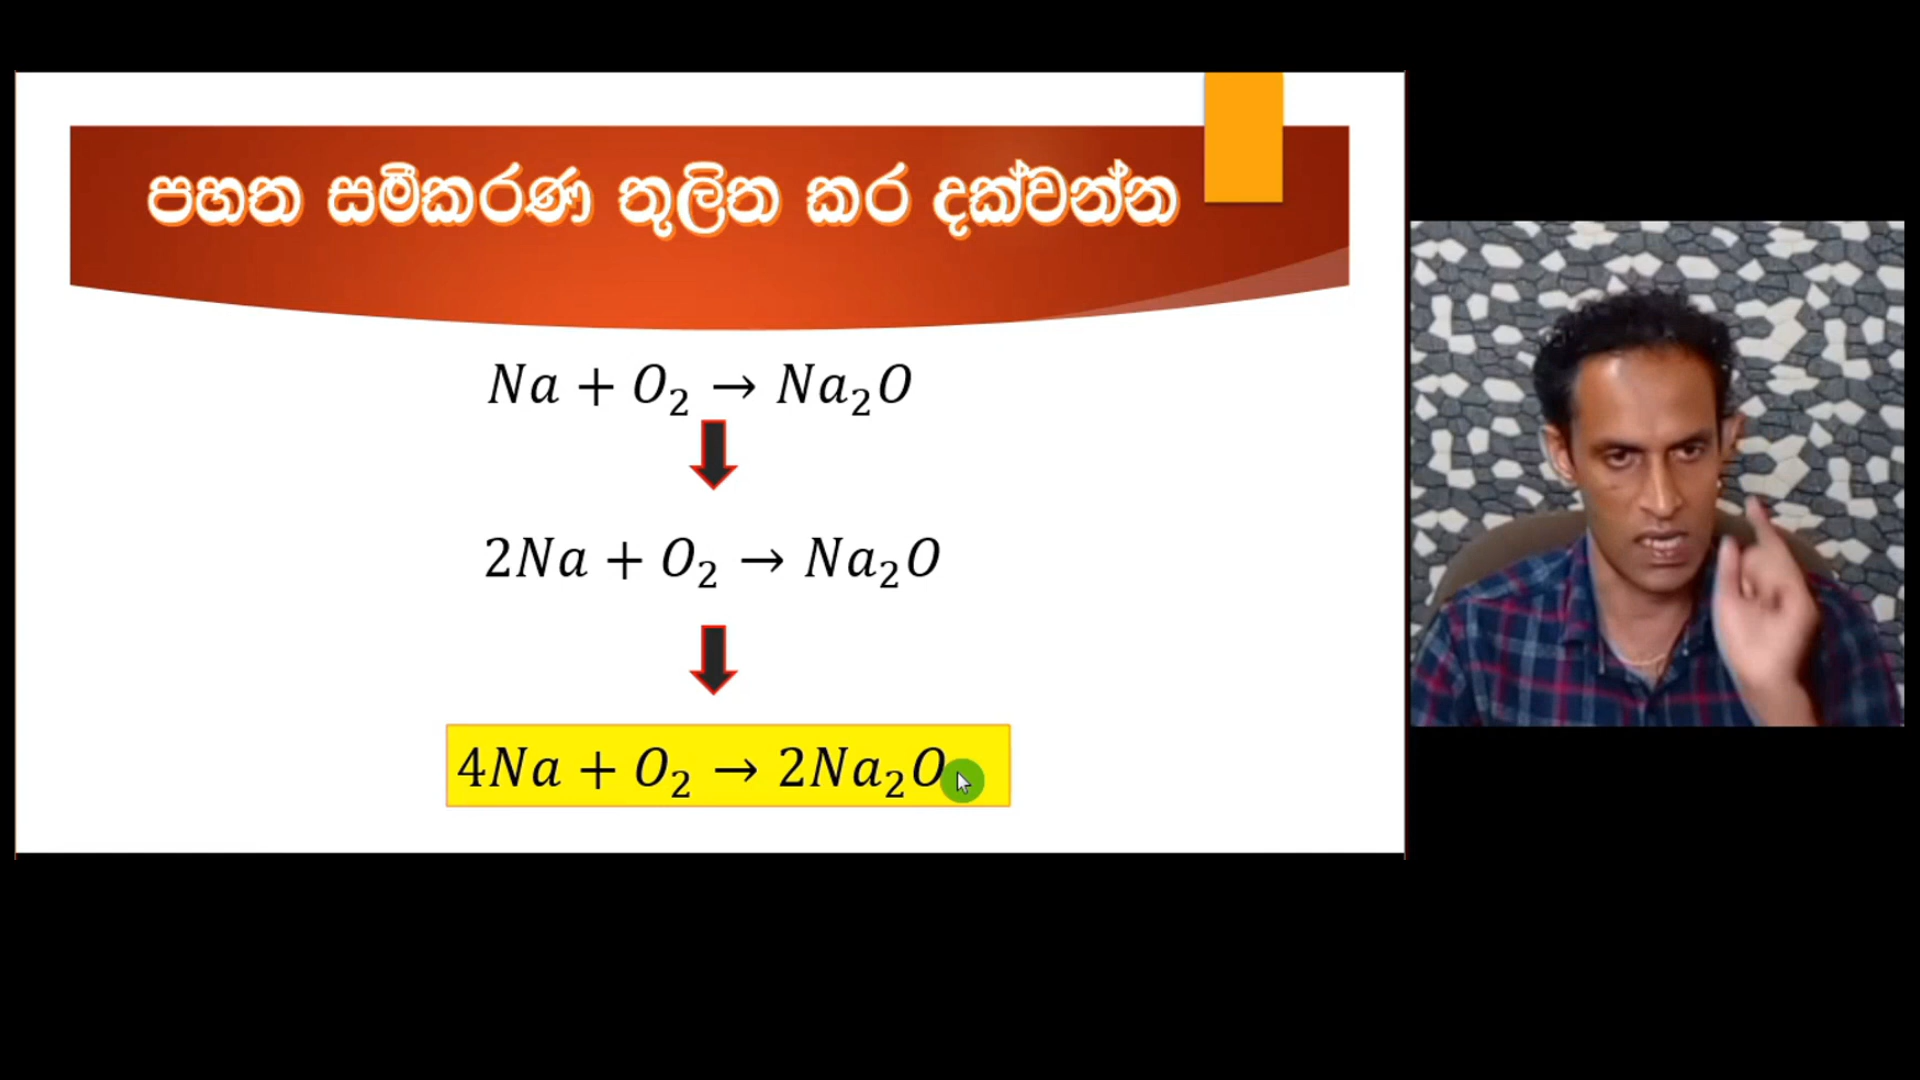 පහත සමීකරණ තුලිත කර දක්වන්න
Na + O₂ → Na₂O
2Na + O₂ → Na₂O
4Na + O₂ → 2Na₂O